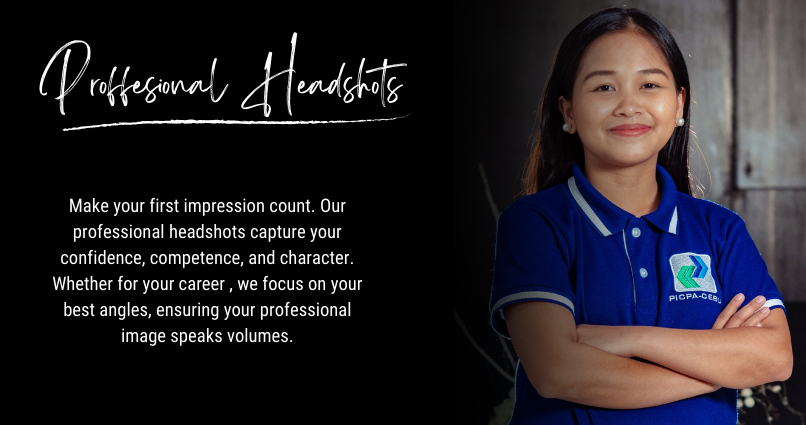 Proffesional Headshots
Make your first impression count. Our
professional headshots capture your
confidence, competence, and character.
Whether for your career , we focus on your
best angles, ensuring your professional
image speaks volumes.
PICPA-CEBU